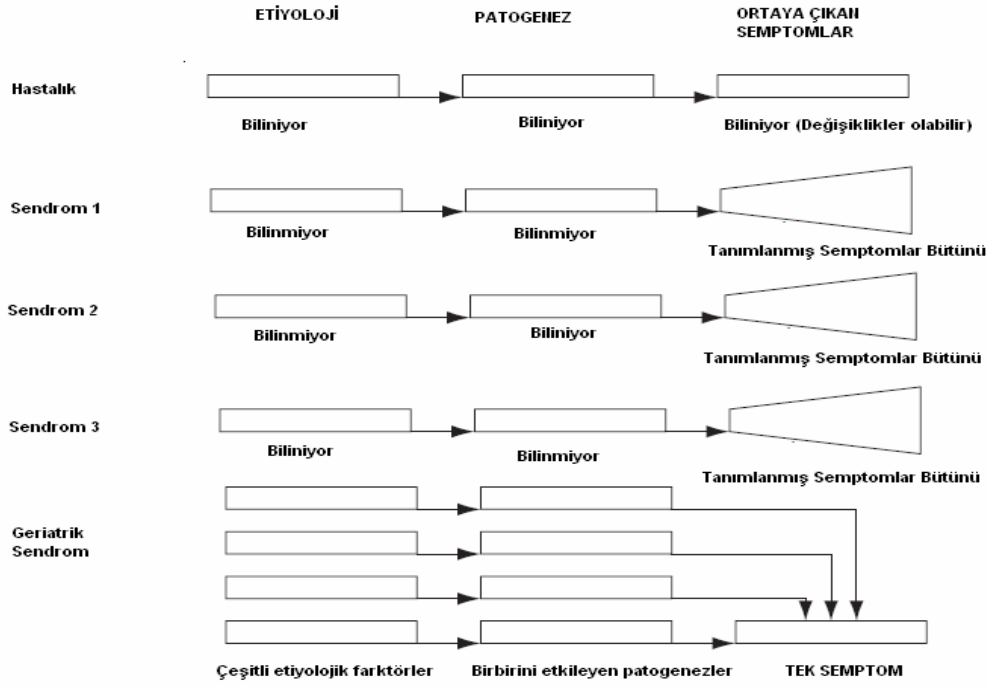 ETİYOLOJİ PATOGENEZ ORTAYA ÇIKAN
SEMPTOMLAR
Hastalık
Biliniyor Biliniyor Biliniyor (Değişiklikler olabilir)
Sendrom 1
Bilinmiyor Bilinmiyor
Tanımlanmış Semptomlar Bütünü
Sendrom 2
Bilinmiyor Biliniyor
Tanımlanmış Semptomlar Bütünü
Sendrom 3
Biliniyor Bilinmiyor
Tanımlanmış Semptomlar Bütünü
Geriatrik
Sendrom
Çeşitli etiyolojik farktörler Birbirini etkileyen patogenezler TEK SEMPTOM